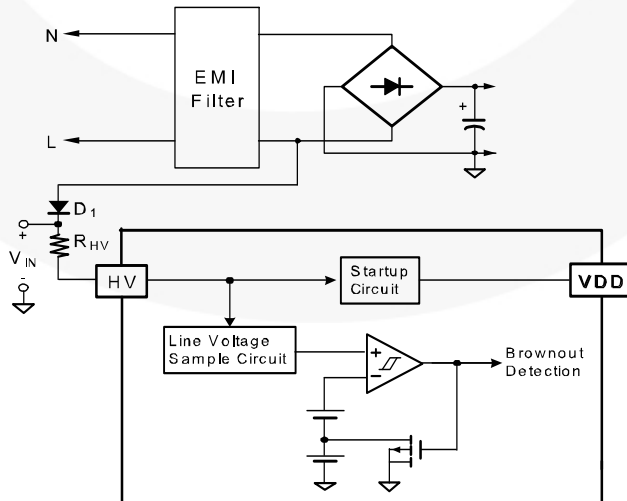 N
EMI
Filter
L
+
D1
+
VIN
-
RHV
HV
Startup
Circuit
VDD
Line Voltage
Sample Circuit
+
-
Brownout
Detection